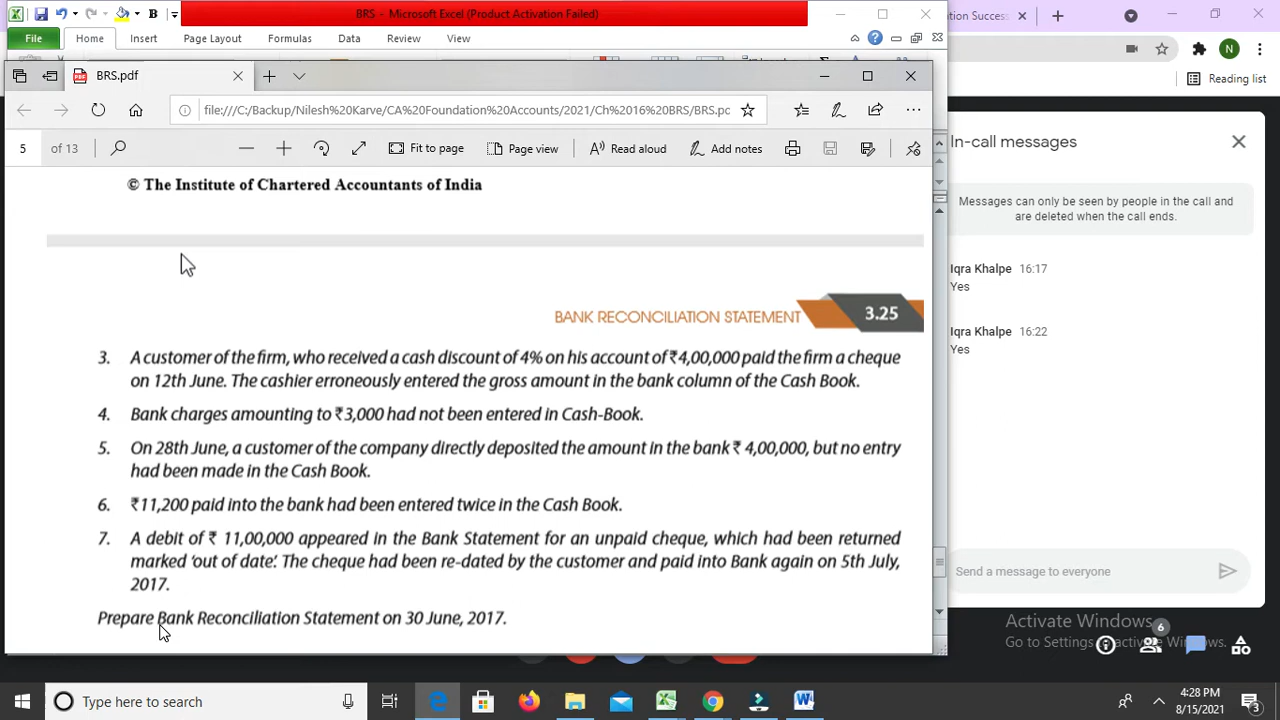 BRS - Microsoft Excel (Product Activation Failed)
File Home Insert Page Layout Formulas Data Review View
BRS.pdf
file:///C:/Backup/Nilesh%20Karve/CA%20Foundation%20Accounts/2021/Ch%2016%20BRS/BRS.pd
5 of 13 Fit to page Page view Read aloud Add notes
© The Institute of Chartered Accountants of India
BANK RECONCILIATION STATEMENT 3.25
3. A customer of the firm, who received a cash discount of 4% on his account of ₹4,00,000 paid the firm a cheque
on 12th June. The cashier erroneously entered the gross amount in the bank column of the Cash Book.
4. Bank charges amounting to ₹3,000 had not been entered in Cash-Book.
5. On 28th June, a customer of the company directly deposited the amount in the bank ₹ 4,00,000, but no entry
had been made in the Cash Book.
6. ₹11,200 paid into the bank had been entered twice in the Cash Book.
7. A debit of ₹ 11,00,000 appeared in the Bank Statement for an unpaid cheque, which had been returned
marked 'out of date'. The cheque had been re-dated by the customer and paid into Bank again on 5th July,
2017.
Prepare Bank Reconciliation Statement on 30 June, 2017.
ion Succes
N
Reading list
In-call messages
Messages can only be seen by people in the call and
are deleted when the call ends.
Iqra Khalpe 16:17
Yes
Iqra Khalpe 16:22
Yes
Send a message to everyone
Activate Windows
Go to Settings to activate Windows.
6
Type here to search
4:28 PM
8/15/2021
3